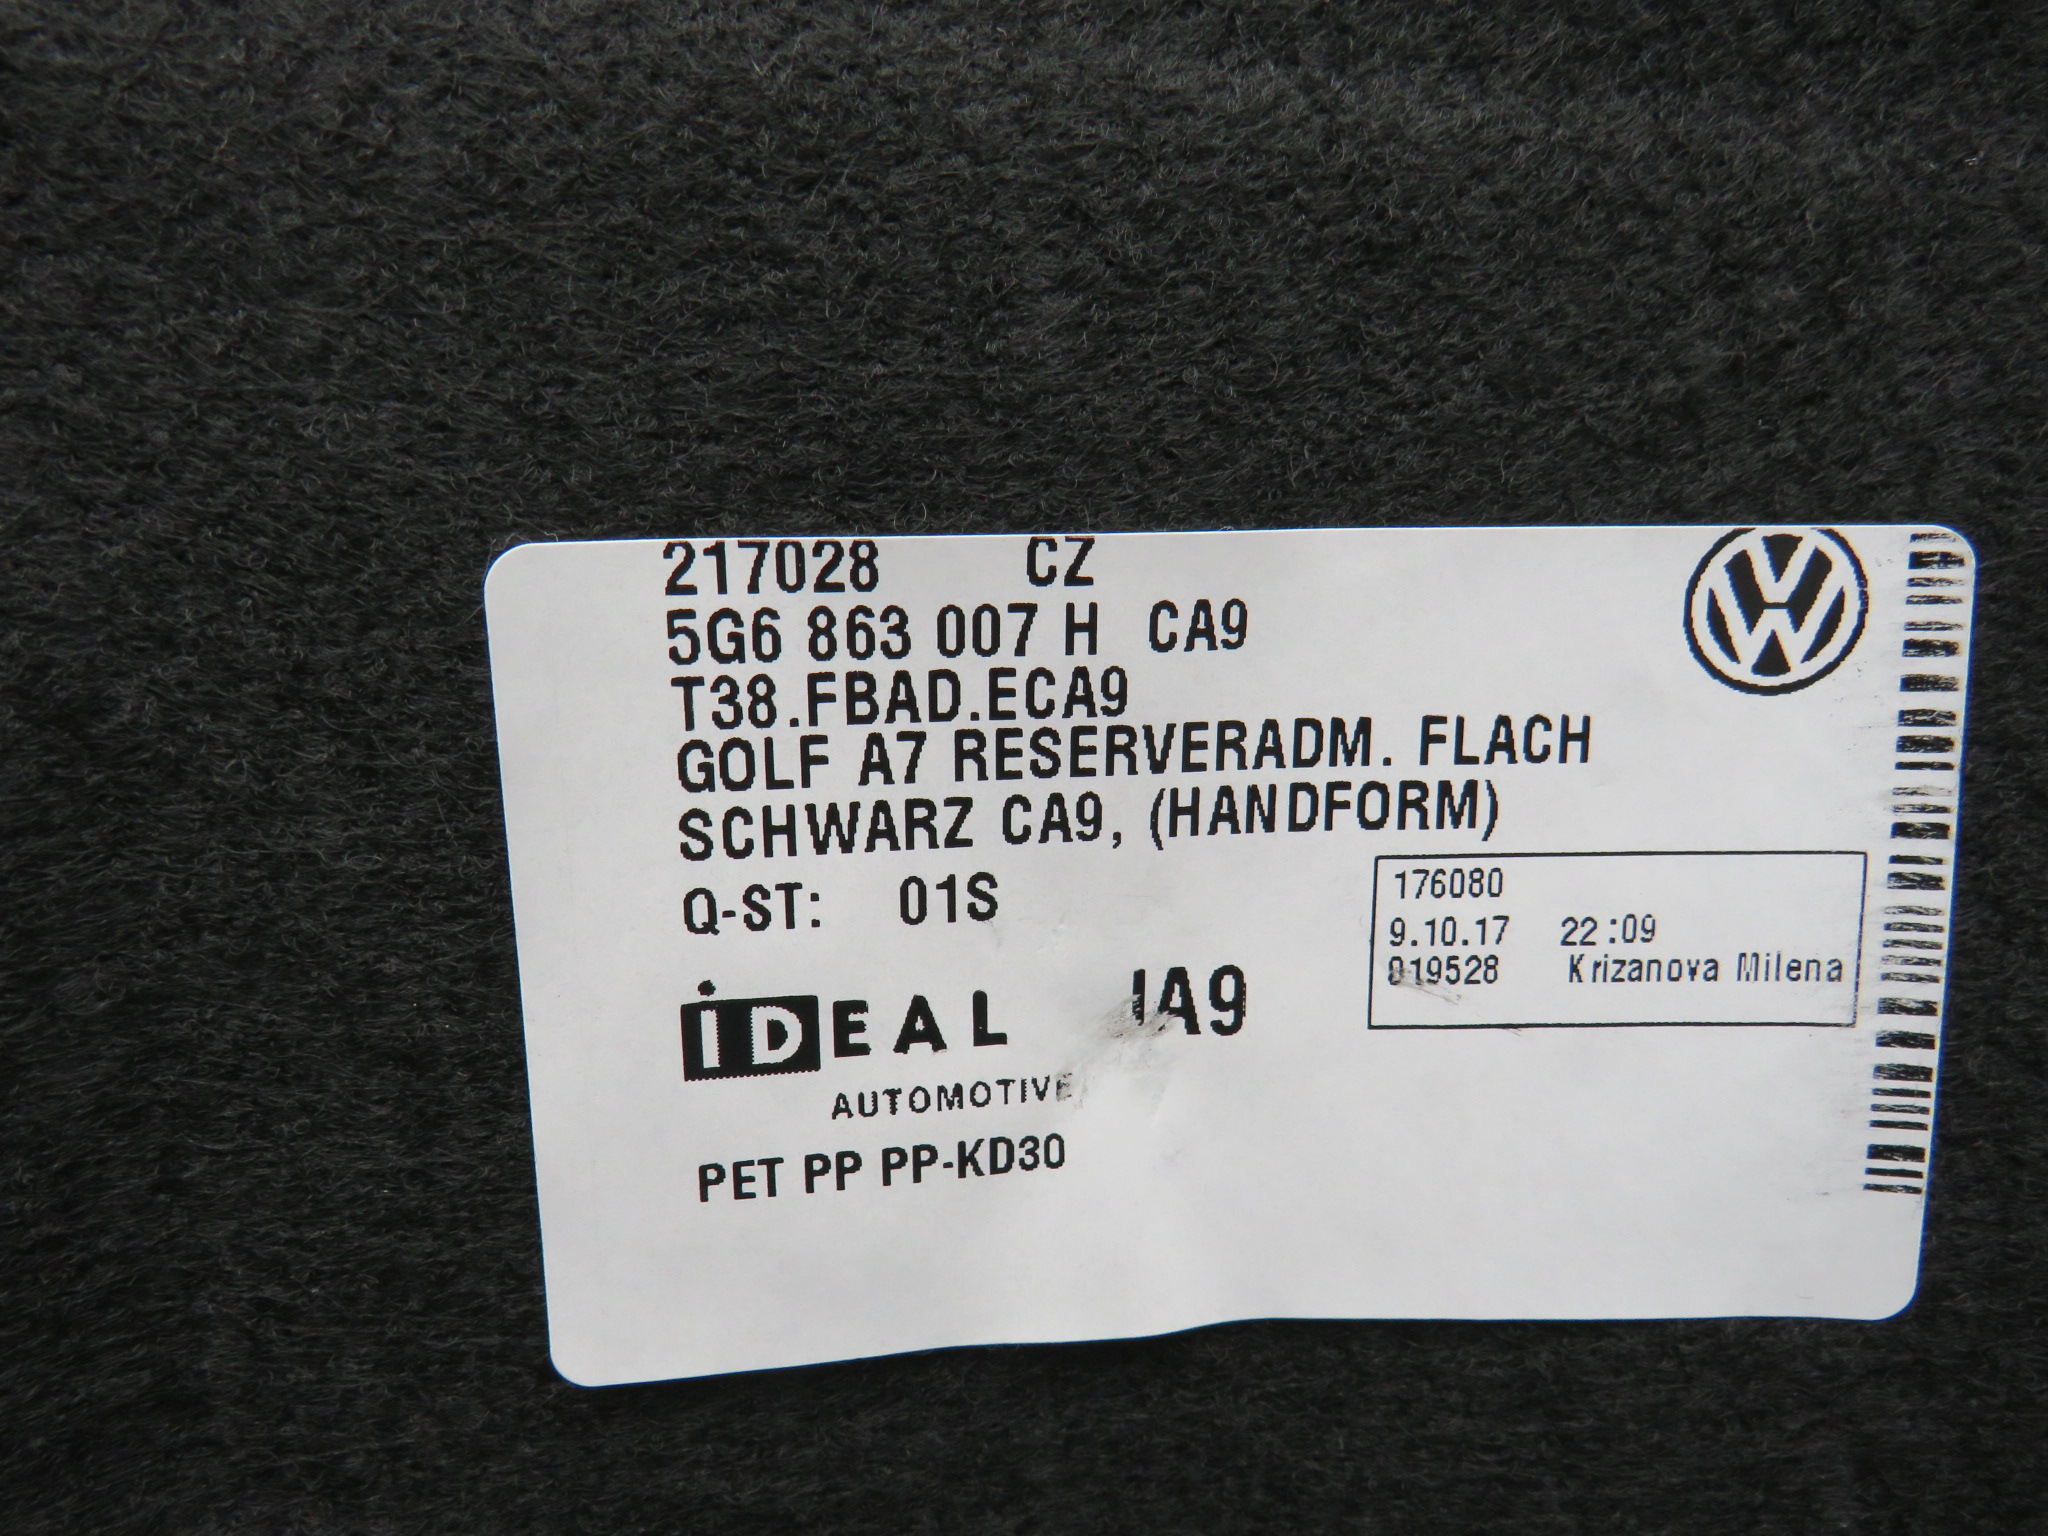 217028 CZ
5G6 863 007 H CA9
T38.FBAD.ECA9
GOLF A7 RESERVERADM. FLACH
SCHWARZ CA9, (HANDFORM)
Q-ST: 01S
176080
9.10.17 22:09
019528 Krizanova Milena
iDEAL
AUTOMOTIVE
PET PP PP-KD30